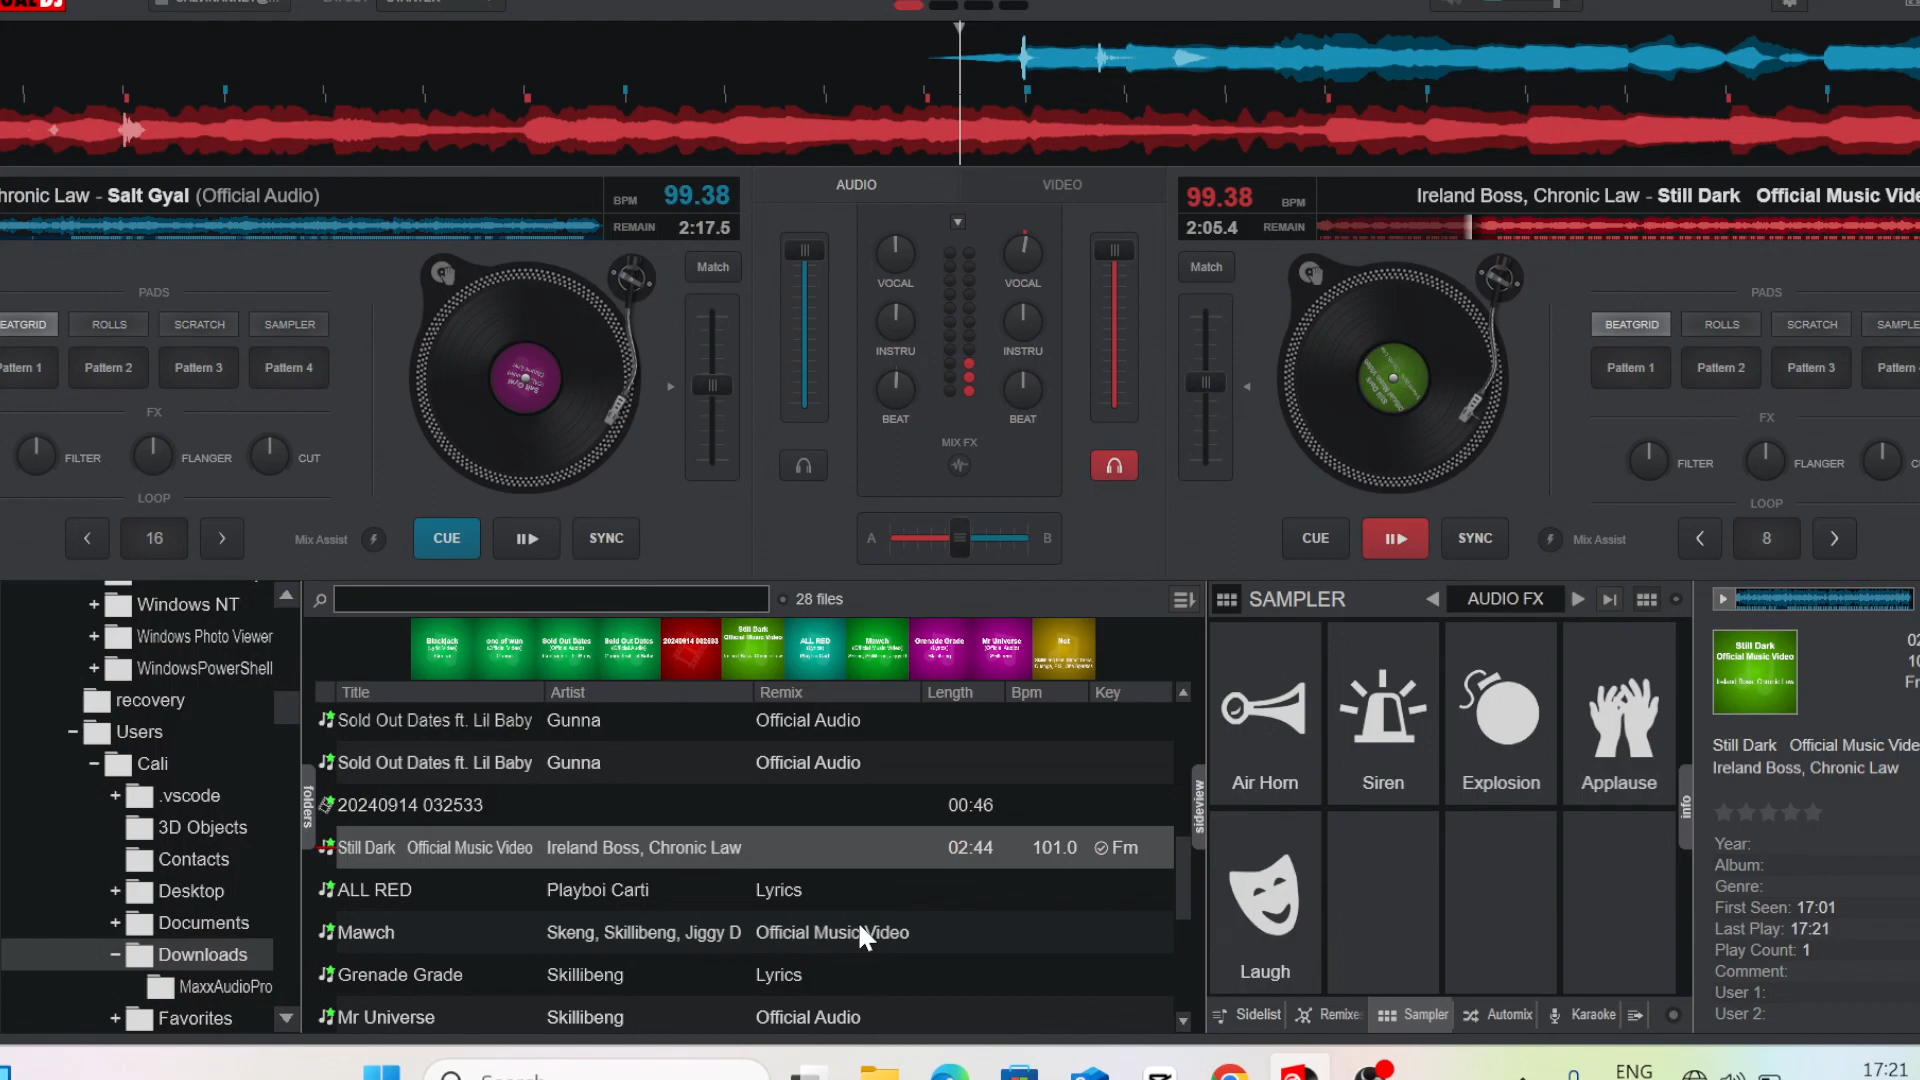 hronic Law - Salt Gyal (Official Audio)
BPM 99.38
REMAIN 2:17.5
AUDIO
VIDEO
99.38 BPM
2:05.4 REMAIN
Ireland Boss, Chronic Law - Still Dark Official Music Vide
PADS
EATGRID
ROLLS
SCRATCH
SAMPLER
attern 1
Pattern 2
Pattern 3
Pattern 4
FX
FILTER
FLANGER
CUT
LOOP
16
Mix Assist
CUE
SYNC
Match
VOCAL
VOCAL
INSTRU
INSTRU
BEAT
BEAT
MIX FX
A
B
Match
PADS
BEATGRID
ROLLS
SCRATCH
SAMPLE
Pattern 1
Pattern 2
Pattern 3
Pattern
FX
FILTER
FLANGER
LOOP
CUE
SYNC
Mix Assist
8
Windows NT
Windows Photo Viewer
WindowsPowerShell
recovery
Users
Cali
.vscode
3D Objects
Contacts
Desktop
Documents
Downloads
MaxxAudioPro
Favorites
folders
28 files
Title
Artist
Remix
Length
Bpm
Key
Sold Out Dates ft. Lil Baby Gunna Official Audio
Sold Out Dates ft. Lil Baby Gunna Official Audio
20240914 032533 00:46
Still Dark Official Music Video Ireland Boss, Chronic Law 02:44 101.0 Fm
ALL RED Playboi Carti Lyrics
Mawch Skeng, Skillibeng, Jiggy D Official Music Video
Grenade Grade Skillibeng Lyrics
Mr Universe Skillibeng Official Audio
sideview
SAMPLER
AUDIO FX
Air Horn
Siren
Explosion
Applause
Laugh
Sidelist
Remixe
Sampler
Automix
Karaoke
info
Still Dark
Official Music Video
Ireland Boss, Chronic Law
Still Dark Official Music Vide
Ireland Boss, Chronic Law
Year:
Album:
Genre:
First Seen: 17:01
Last Play: 17:21
Play Count: 1
Comment:
User 1:
User 2:
ENG
17:21